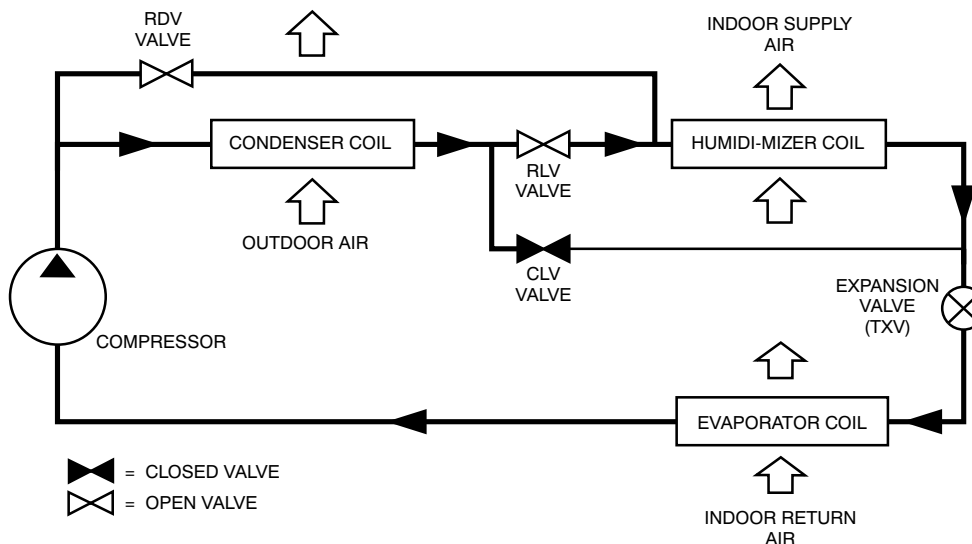 RDV
VALVE
INDOOR SUPPLY
AIR
CONDENSER COIL
HUMIDI-MIZER COIL
RLV
VALVE
OUTDOOR AIR
CLV
VALVE
EXPANSION
VALVE
(TXV)
COMPRESSOR
EVAPORATOR COIL
= CLOSED VALVE
= OPEN VALVE
INDOOR RETURN
AIR